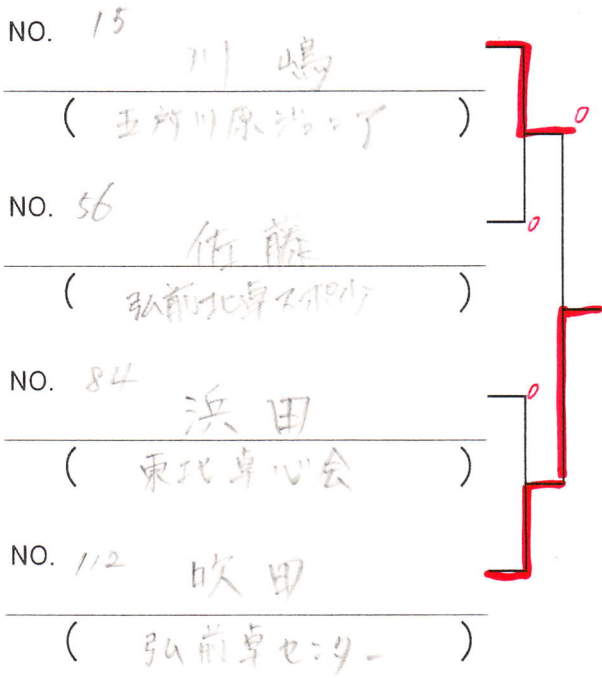 NO. 15
川嶋
0
(五所川原ジュニア)
NO. 56
0
佐藤
(弘前北卓スポ少)
NO. 84
0
浜田
(東北卓心会)
NO. 112
吹田
(弘前卓センター)